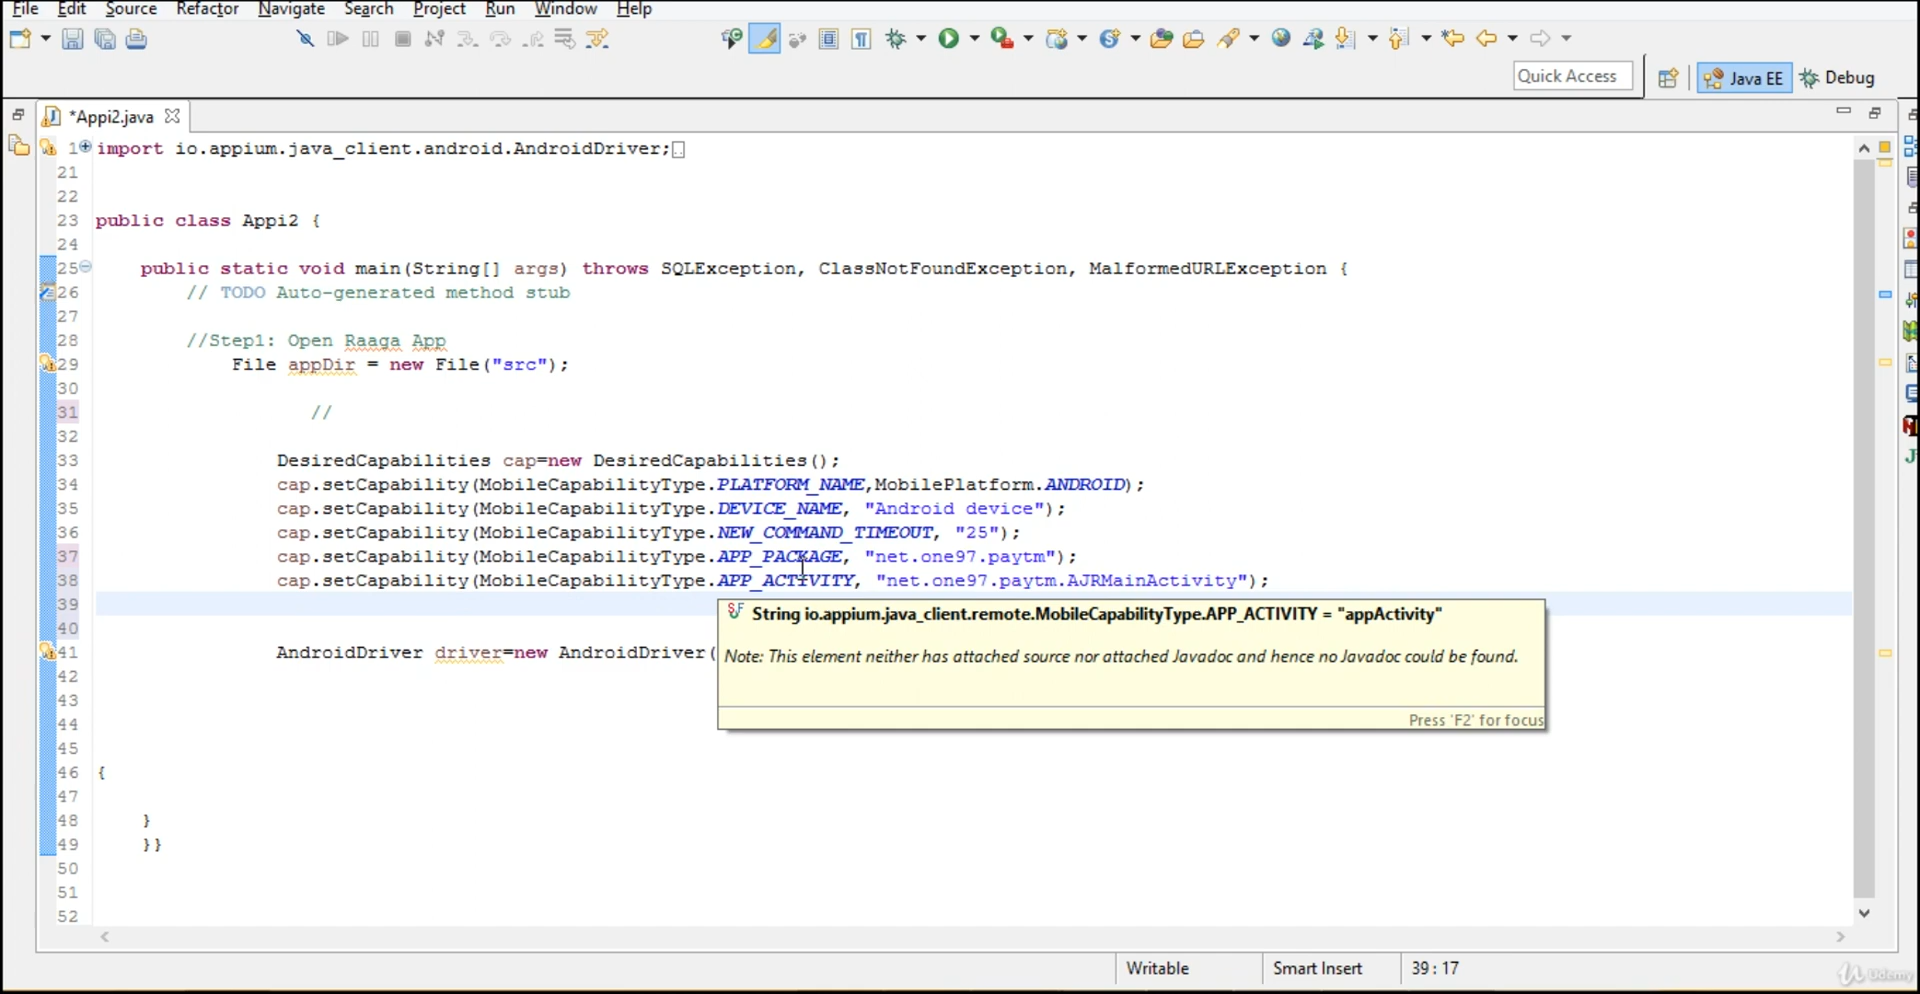 File Edit Source Refactor Navigate Search Project Run Window Help
Quick Access
Java EE
Debug
*Appi2.java
1 import io.appium.java_client.android.AndroidDriver;
21
22
23 public class Appi2 {
24
25 public static void main(String[] args) throws SQLException, ClassNotFoundException, MalformedURLException {
26 // TODO Auto-generated method stub
27
28 //Step1: Open Raaga App
29 File appDir = new File("src");
30
31 //
32
33 DesiredCapabilities cap=new DesiredCapabilities();
34 cap.setCapability(MobileCapabilityType.PLATFORM_NAME,MobilePlatform.ANDROID);
35 cap.setCapability(MobileCapabilityType.DEVICE_NAME, "Android device");
36 cap.setCapability(MobileCapabilityType.NEW_COMMAND_TIMEOUT, "25");
37 cap.setCapability(MobileCapabilityType.APP_PACKAGE, "net.one97.paytm");
38 cap.setCapability(MobileCapabilityType.APP_ACTIVITY, "net.one97.paytm.AJRMainActivity");
39
String io.appium.java_client.remote.MobileCapabilityType.APP_ACTIVITY = "appActivity"
40
41 AndroidDriver driver=new AndroidDriver(
Note: This element neither has attached source nor attached Javadoc and hence no Javadoc could be found.
42
43
44
Press 'F2' for focus
45
46 {
47
48 }
49 }}
50
51
52
Writable
Smart Insert
39 : 17
Udemy